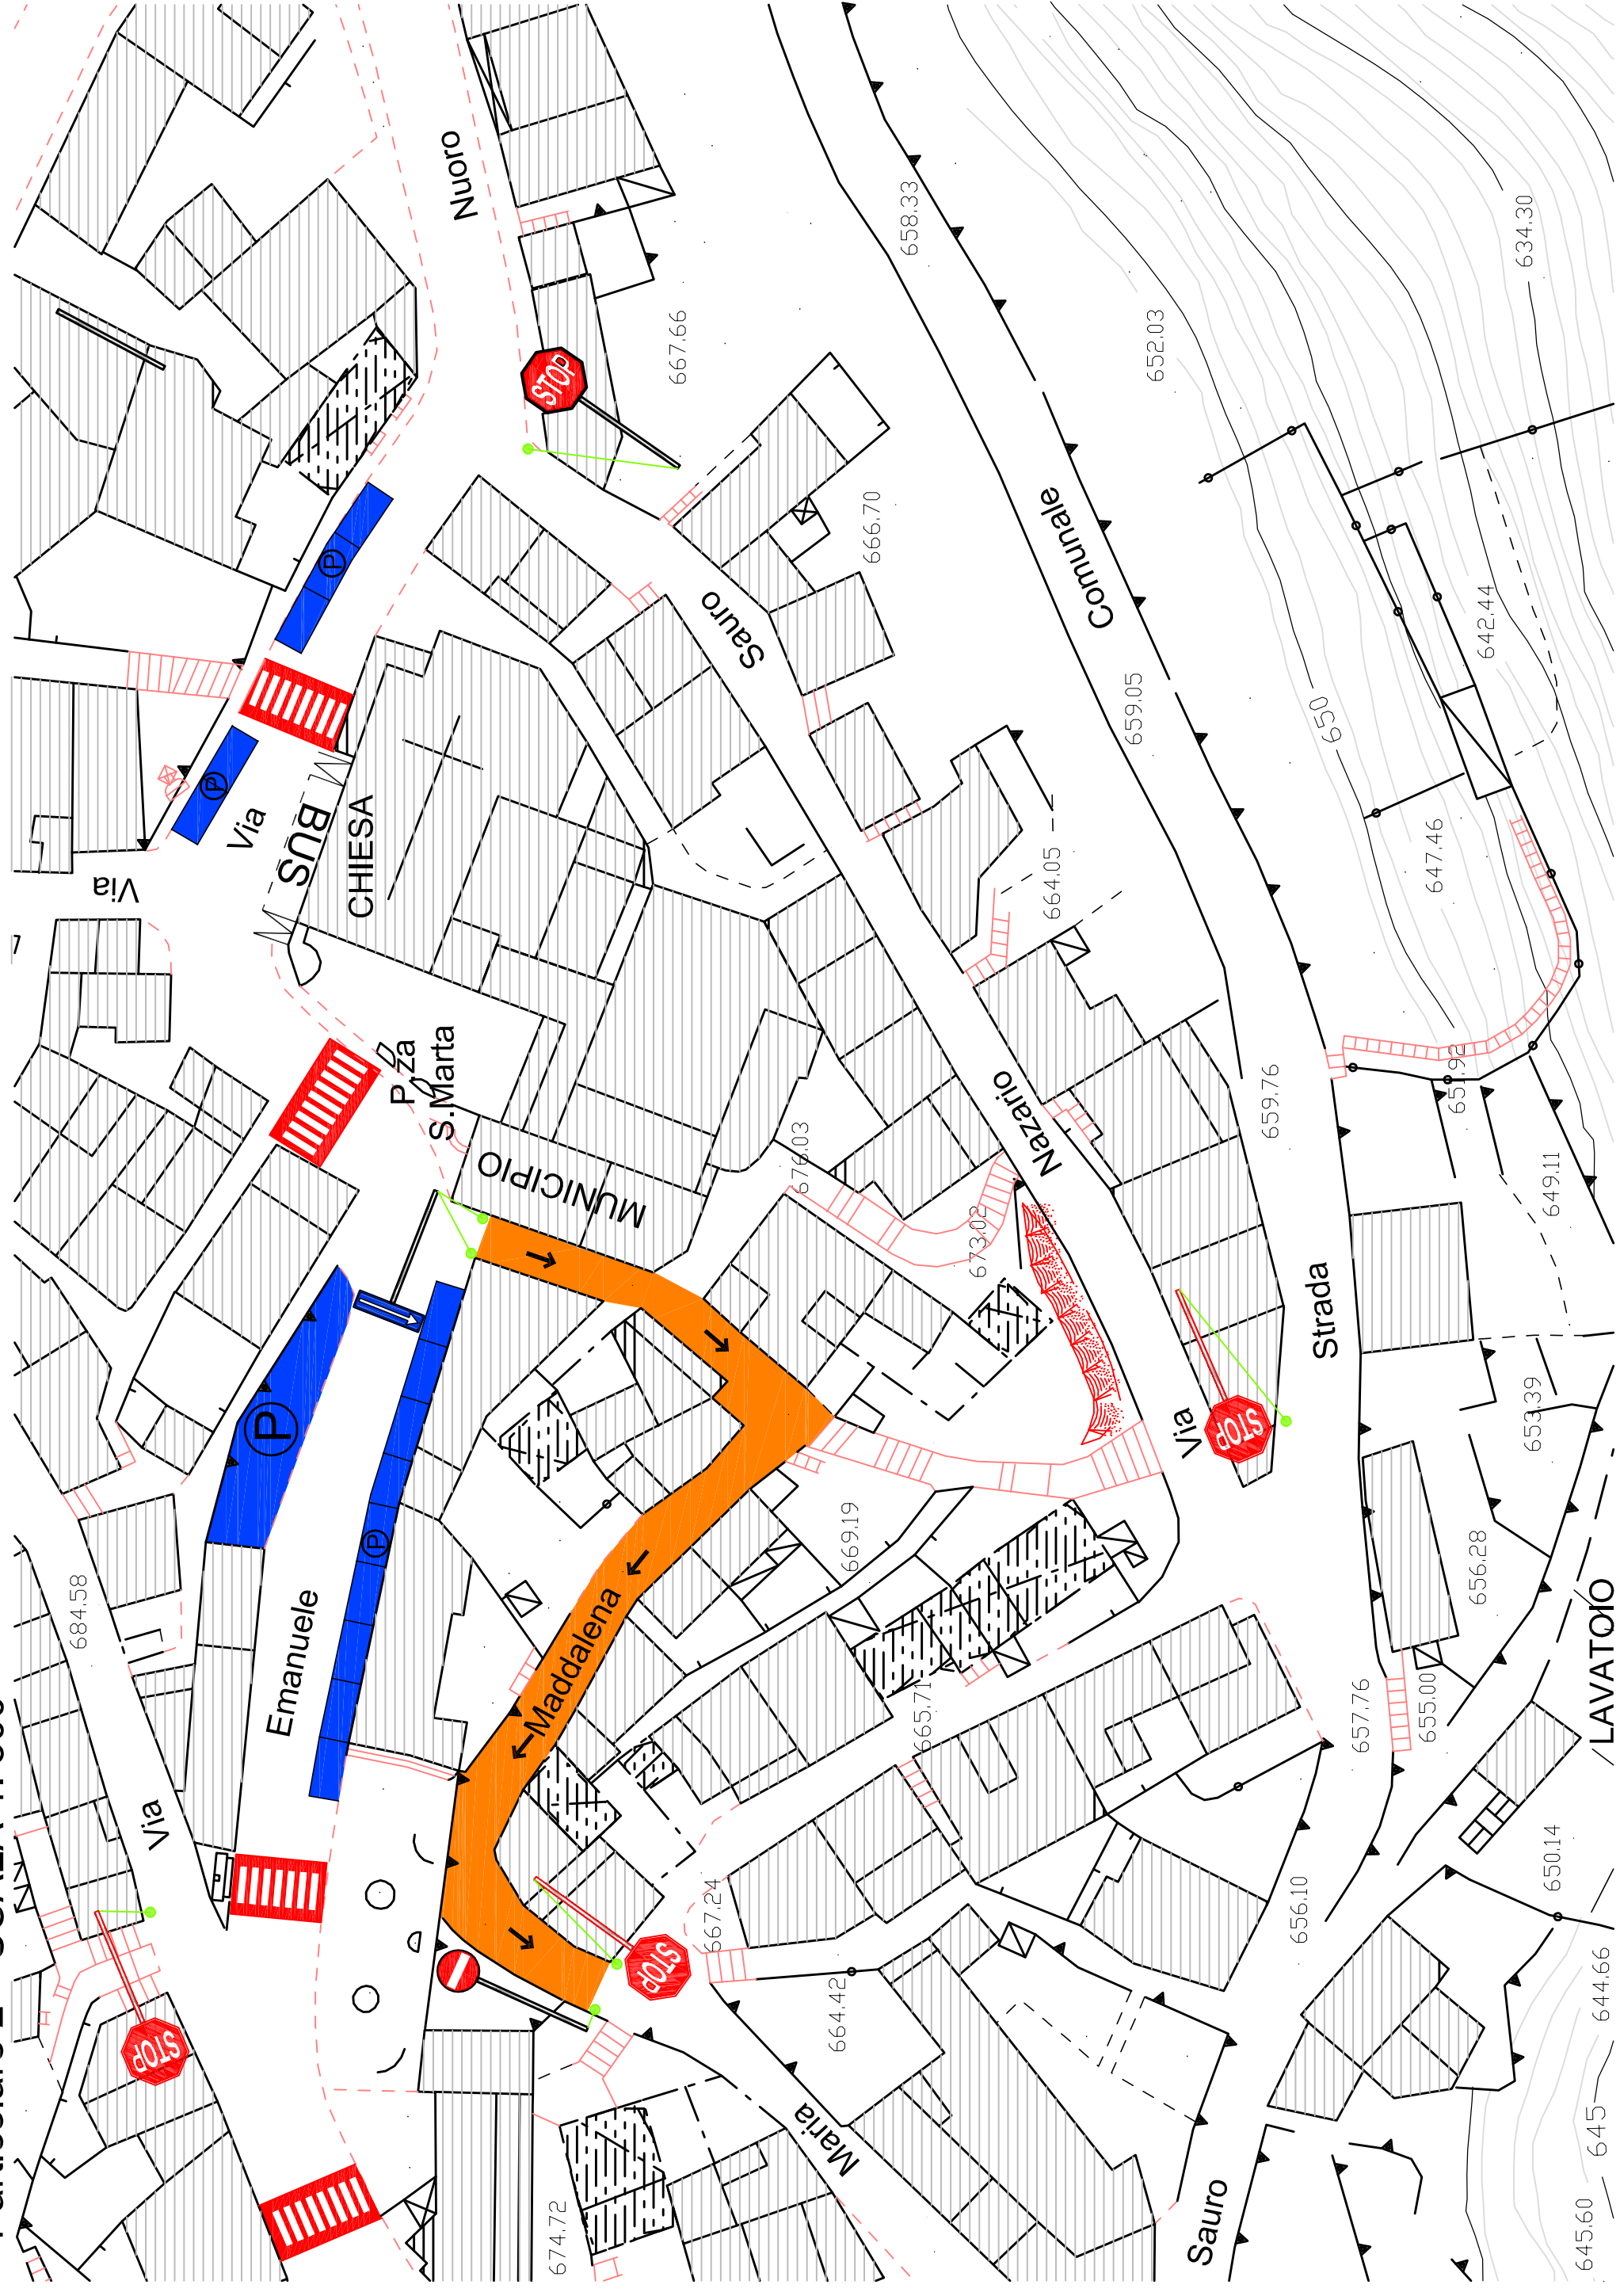 Nuoro
658.33
634.30
667.66
652.03
STOP
666.70
Comunale
642.44
Sauro
P
659.05
650
P
Via
BUS
CHIESA
Via
647.46
664.05
P.za
S.Marta
651.92
659.76
Nazario
676.03
MUNICIPIO
649.11
673.02
Strada
P
Via
STOP
653.39
P
669.19
656.28
684.58
Emanuele
Maddalena
LAVATOIO
665.71
657.76
655.00
Via
650.14
667.24
656.10
STOP
664.42
644.66
STOP
Maria
645
Sauro
674.72
645.60